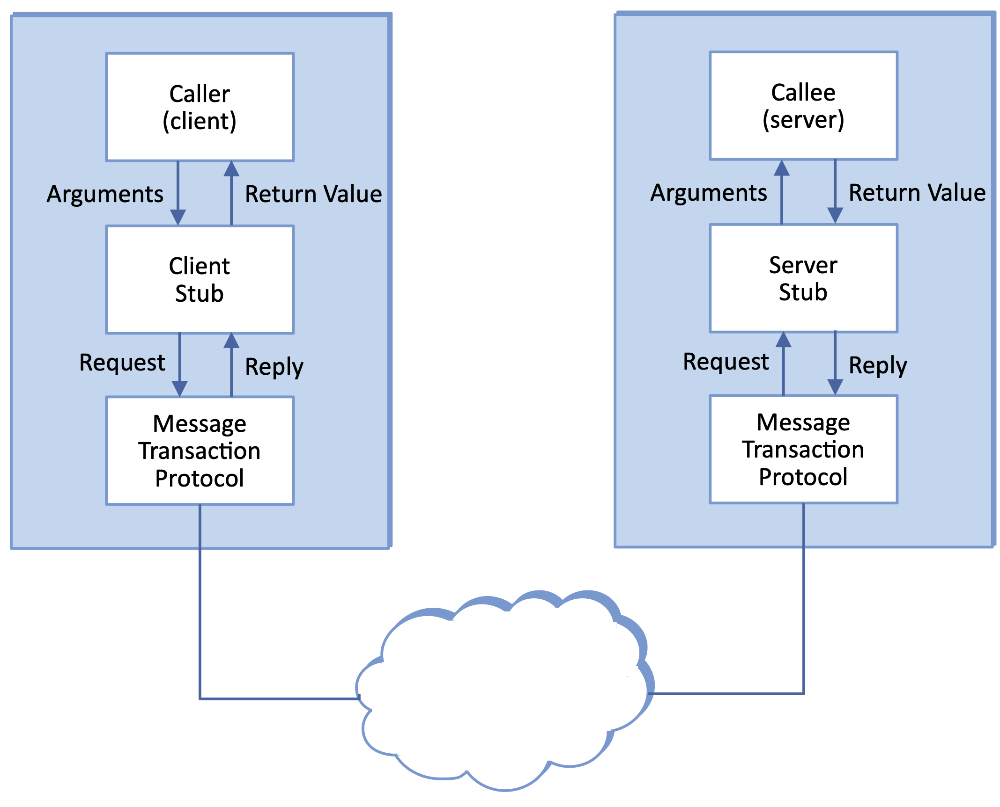 Caller
(client)
Arguments
Return Value
Client
Stub
Request
Reply
Message
Transaction
Protocol
Callee
(server)
Arguments
Return Value
Server
Stub
Request
Reply
Message
Transaction
Protocol